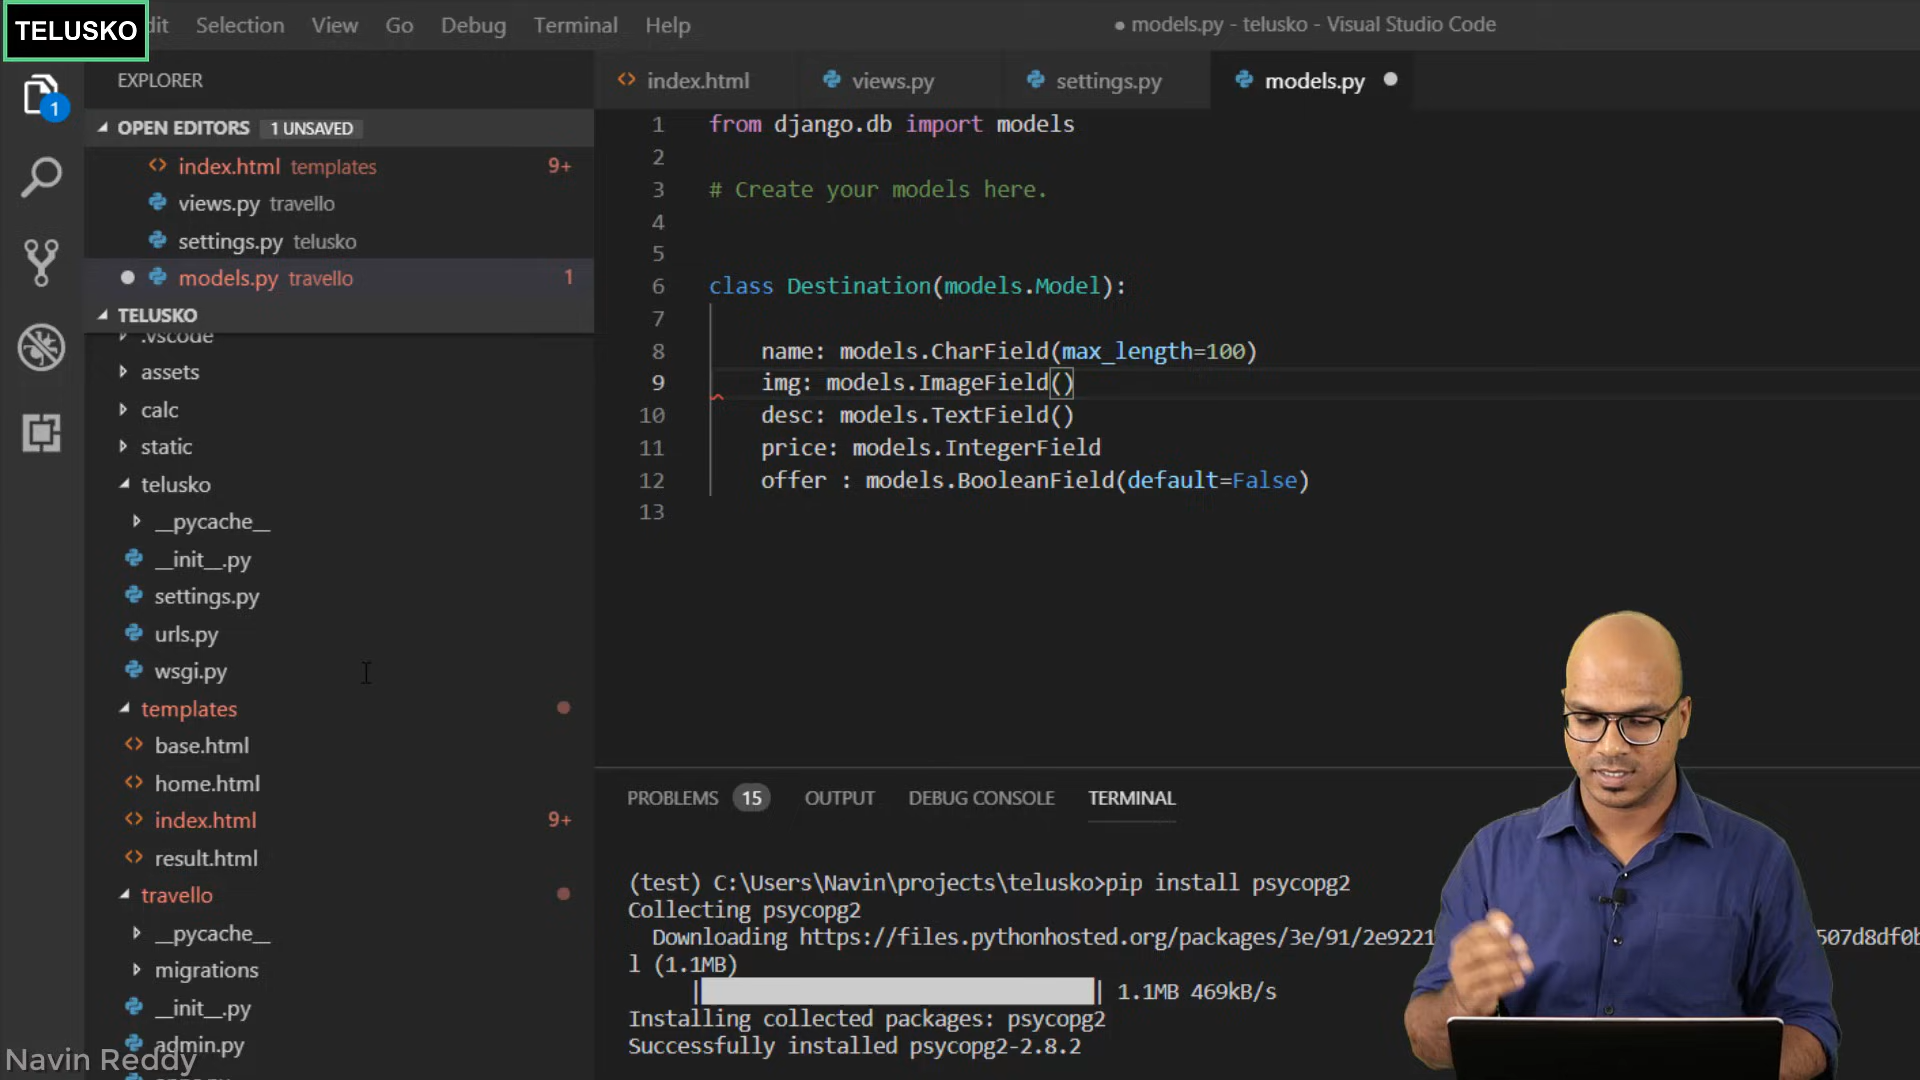 TELUSKO
dit Selection View Go Debug Terminal Help
● models.py - telusko - Visual Studio Code
EXPLORER
1
OPEN EDITORS 1 UNSAVED
index.html templates 9+
views.py travello
settings.py telusko
models.py travello 1
TELUSKO
.vscode
assets
calc
static
telusko
__pycache__
__init__.py
settings.py
urls.py
wsgi.py
templates
base.html
home.html
index.html 9+
result.html
travello
__pycache__
migrations
__init__.py
admin.py
Navin Reddy
index.html views.py settings.py models.py
1 from django.db import models
2
3 # Create your models here.
4
5
6 class Destination(models.Model):
7
8 name: models.CharField(max_length=100)
9 img: models.ImageField()
10 desc: models.TextField()
11 price: models.IntegerField
12 offer : models.BooleanField(default=False)
13
PROBLEMS 15 OUTPUT DEBUG CONSOLE TERMINAL
(test) C:\Users\Navin\projects\telusko>pip install psycopg2
Collecting psycopg2
Downloading https://files.pythonhosted.org/packages/3e/91/2e9221 507d8df0b
l (1.1MB)
| | 1.1MB 469kB/s
Installing collected packages: psycopg2
Successfully installed psycopg2-2.8.2